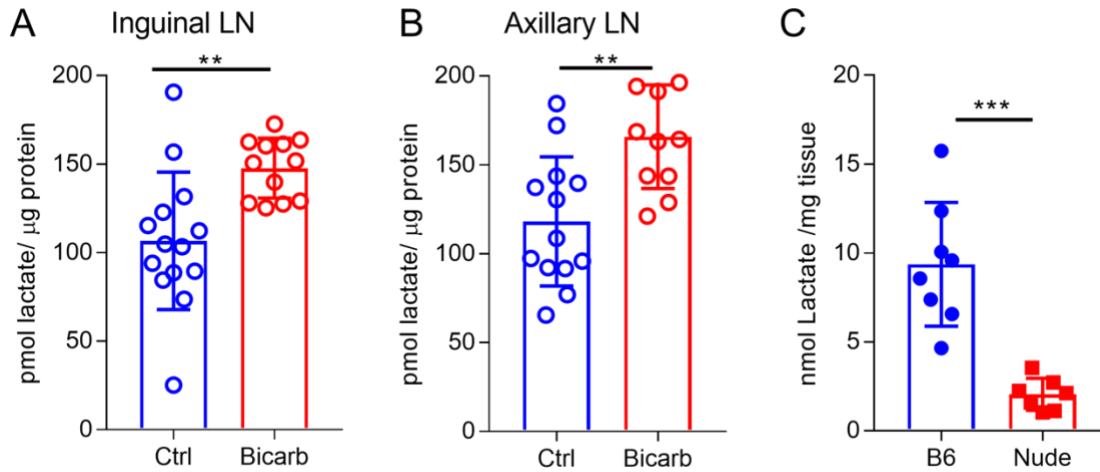 A Inguinal LN
**
200
150
100
50
0
pmol lactate/ μg protein
Ctrl Bicarb
B Axillary LN
**
200
150
100
50
0
pmol lactate/ μg protein
Ctrl Bicarb
C
***
20
15
10
5
0
nmol Lactate /mg tissue
B6 Nude